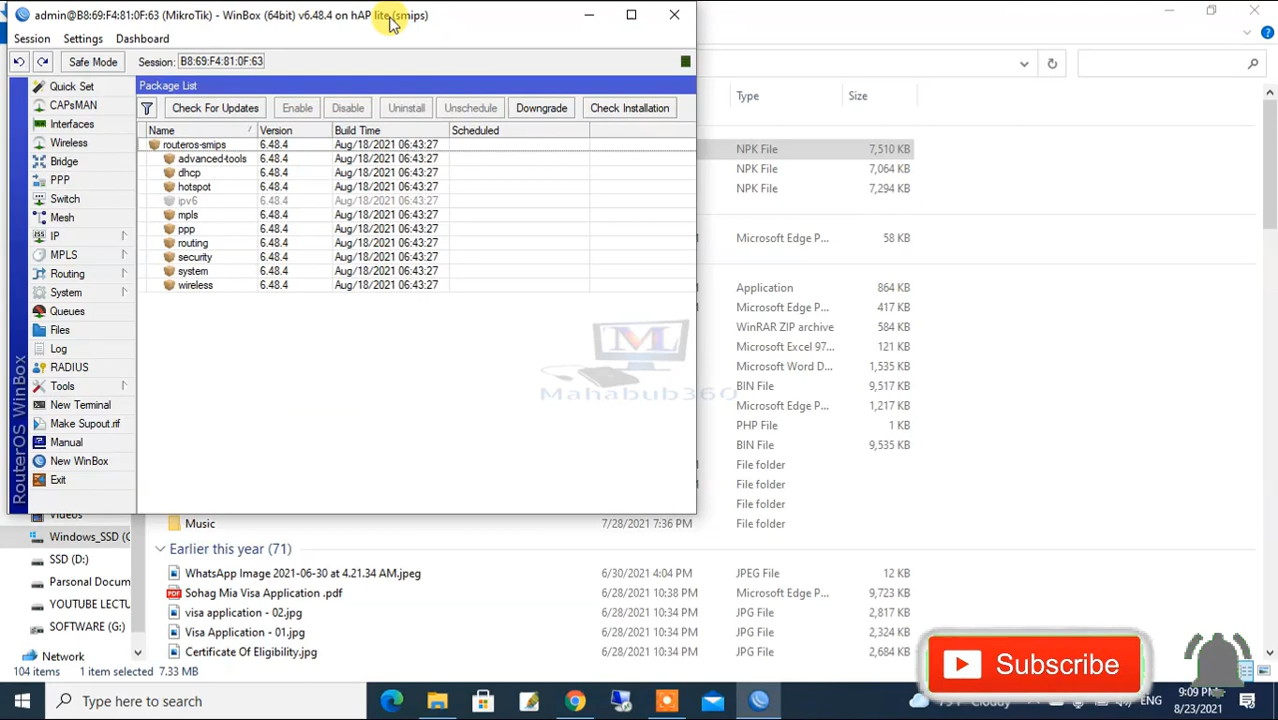 admin@B8:69:F4:81:0F:63 (MikroTik) - WinBox (64bit) v6.48.4 on hAP lite (smips)
Session Settings Dashboard
Safe Mode Session: B8:69:F4:81:0F:63
Quick Set
CAPsMAN
Interfaces
Wireless
Bridge
PPP
Switch
Mesh
IP
MPLS
Routing
System
Queues
Files
Log
RADIUS
Tools
New Terminal
Make Supout.rif
Manual
New WinBox
Exit
RouterOS WinBox
Package List
Check For Updates Enable Disable Uninstall Unschedule Downgrade Check Installation
Name Version Build Time Scheduled
routeros-smips 6.48.4 Aug/18/2021 06:43:27
advanced-tools 6.48.4 Aug/18/2021 06:43:27
dhcp 6.48.4 Aug/18/2021 06:43:27
hotspot 6.48.4 Aug/18/2021 06:43:27
ipv6 6.48.4 Aug/18/2021 06:43:27
mpls 6.48.4 Aug/18/2021 06:43:27
ppp 6.48.4 Aug/18/2021 06:43:27
routing 6.48.4 Aug/18/2021 06:43:27
security 6.48.4 Aug/18/2021 06:43:27
system 6.48.4 Aug/18/2021 06:43:27
wireless 6.48.4 Aug/18/2021 06:43:27
M
Mahabub360
Type Size
NPK File 7,510 KB
NPK File 7,064 KB
NPK File 7,294 KB
Microsoft Edge P... 58 KB
Application 864 KB
Microsoft Edge P... 417 KB
WinRAR ZIP archive 584 KB
Microsoft Excel 97... 121 KB
Microsoft Word D... 1,535 KB
BIN File 9,517 KB
Microsoft Edge P... 1,217 KB
PHP File 1 KB
BIN File 9,535 KB
File folder
File folder
File folder
Music 7/28/2021 7:36 PM File folder
Earlier this year (71)
WhatsApp Image 2021-06-30 at 4.21.34 AM.jpeg 6/30/2021 4:04 PM JPEG File 12 KB
Sohag Mia Visa Application .pdf 6/28/2021 10:38 PM Microsoft Edge P... 9,723 KB
visa application - 02.jpg 6/28/2021 10:34 PM JPG File 2,817 KB
Visa Application - 01.jpg 6/28/2021 10:34 PM JPG File 2,324 KB
Certificate Of Eligibility.jpg 6/28/2021 10:34 PM JPG File 2,684 KB
Videos
Windows_SSD (C
SSD (D:)
Parsonal Docum
YOUTUBE LECTU
SOFTWARE (G:)
Network
104 items 1 item selected 7.33 MB
Subscribe
Type here to search
Cloudy ENG 9:09 PM
8/23/2021